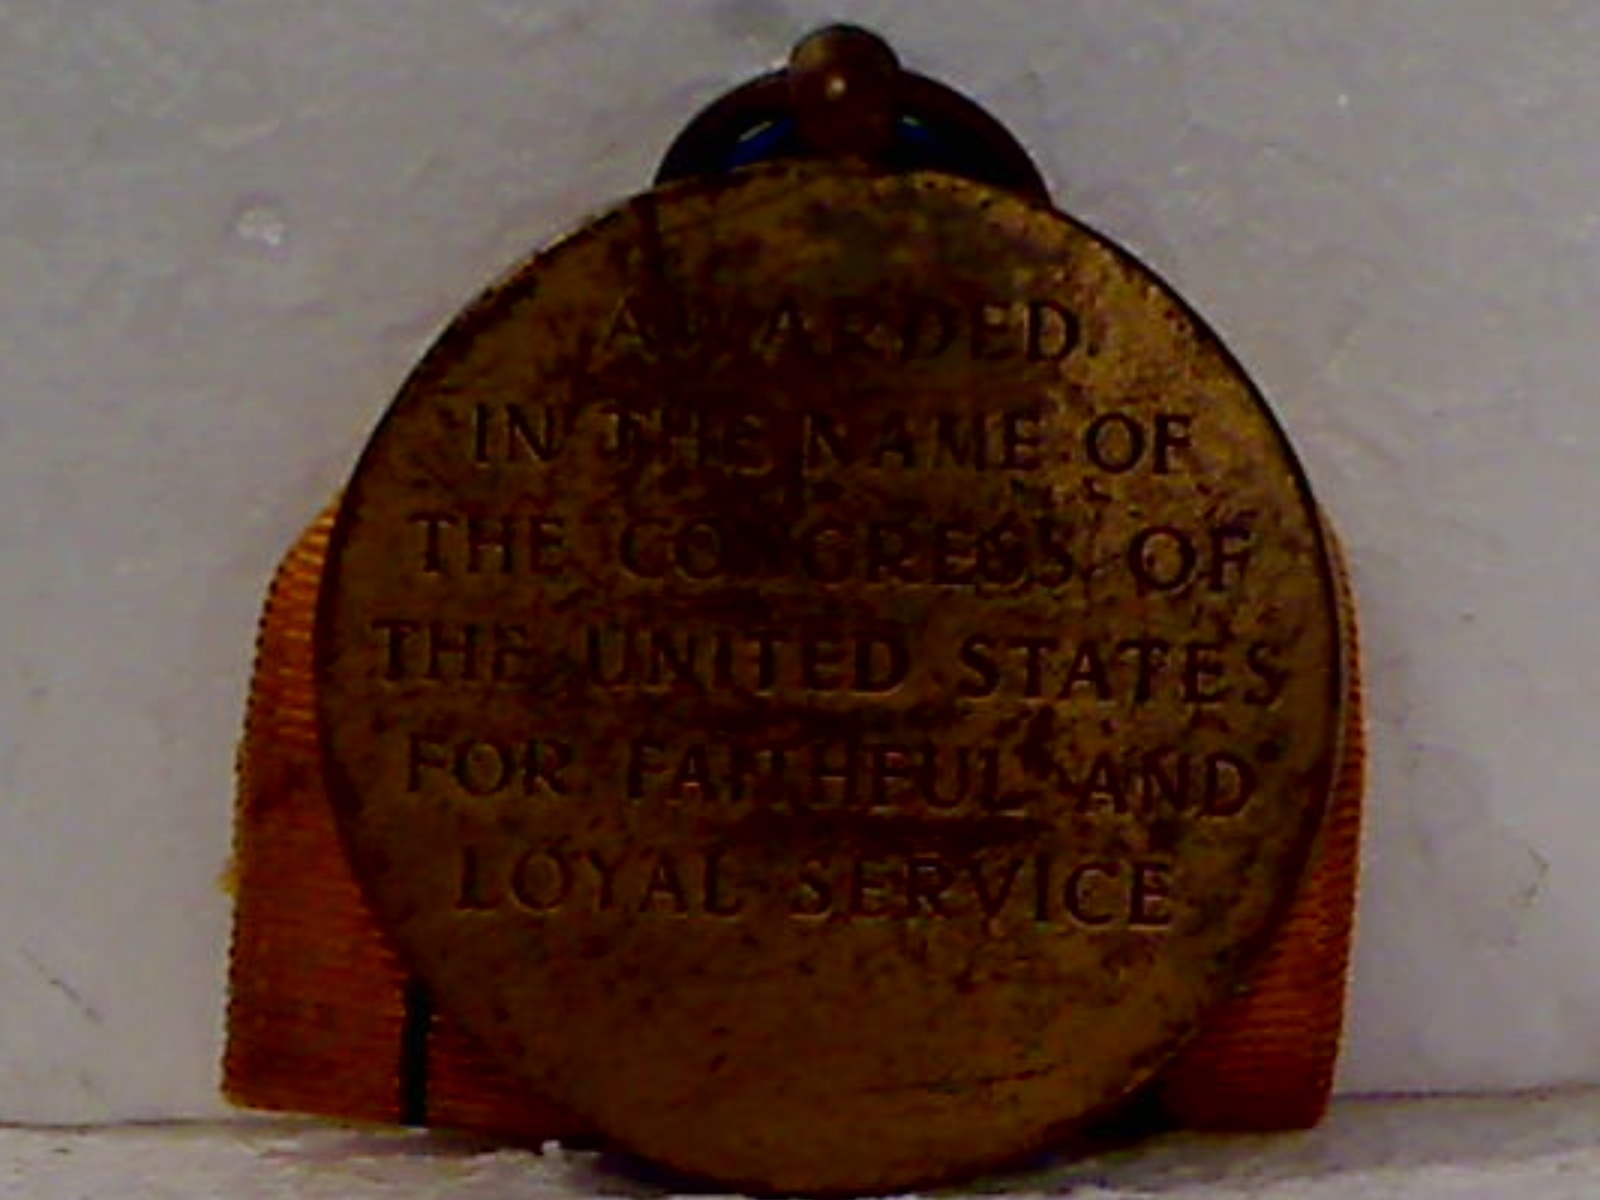 AWARDED
IN THE NAME OF
THE CONGRESS OF
THE UNITED STATES
FOR FAITHFUL AND
LOYAL SERVICE